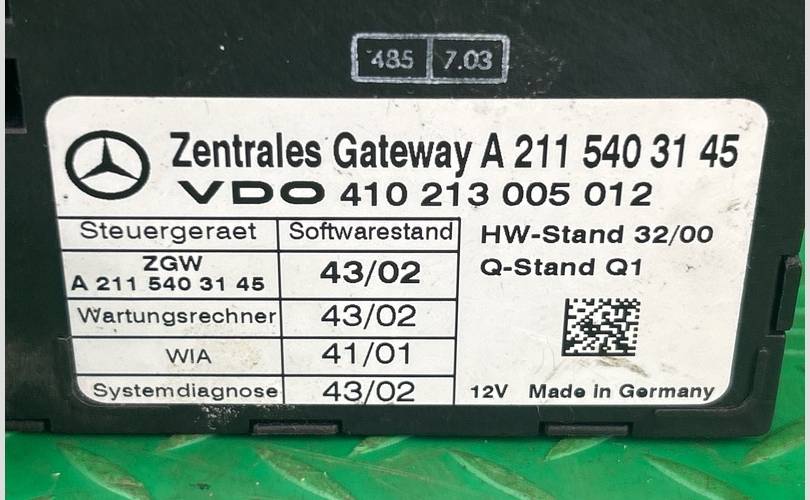 485 7.03
Zentrales Gateway A 211 540 31 45
VDO 410 213 005 012
Steuergeraet Softwarestand
ZGW
A 211 540 31 45 43/02
Wartungsrechner 43/02
WIA 41/01
Systemdiagnose 43/02
HW-Stand 32/00
Q-Stand Q1
12V Made in Germany